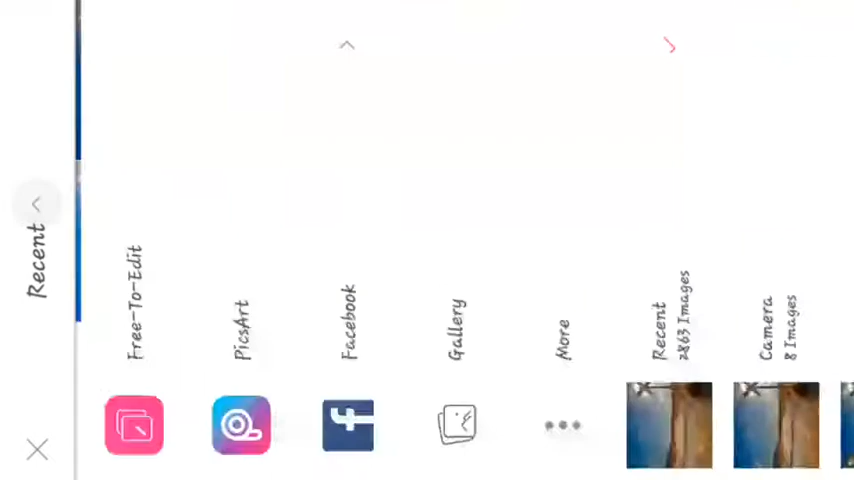 Recent
Free-To-Edit
PicsArt
Facebook
Gallery
More
Recent
2863 Images
Camera
8 Images